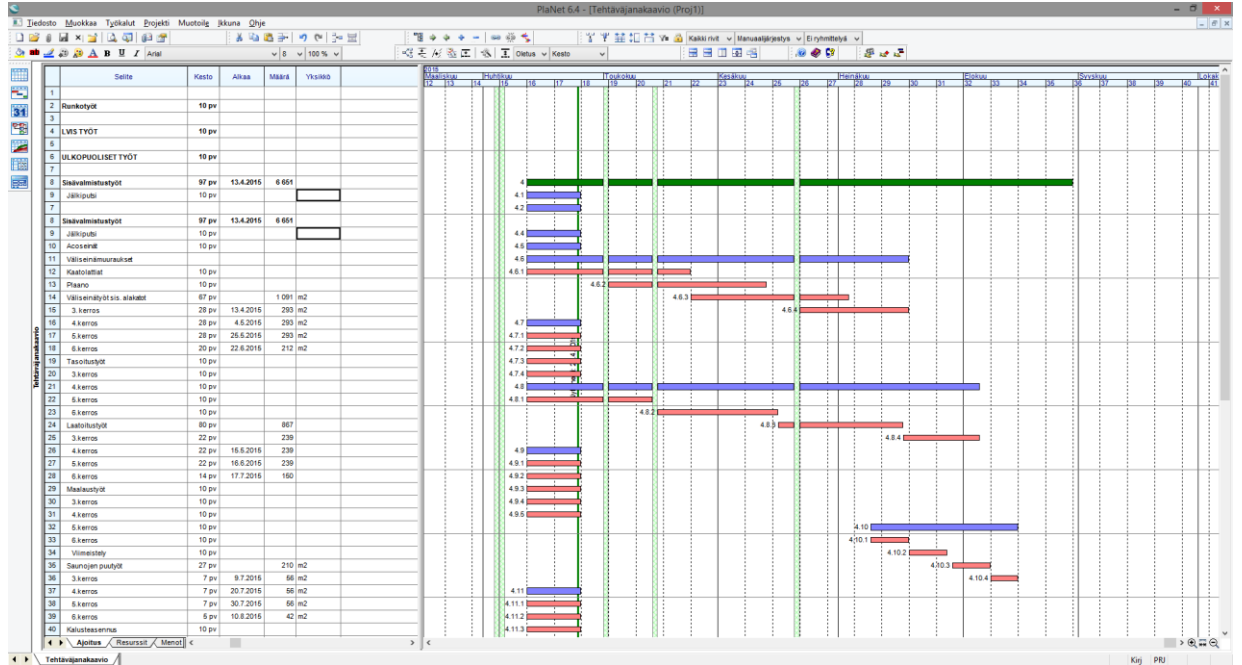 PlaNet 6.4 - [Tehtäväjanakaavio (Proj1)]
Tiedosto Muokkaa Työkalut Projekti Muotoile Ikkuna Ohje
Kaikki rivit Manuaalijärjestys Ei ryhmittelyä
B U I Arial 8 100 % Oletus Kesto
Selite Kesto Alkaa Määrä Yksikkö
2015
Maaliskuu Huhtikuu Toukokuu Kesäkuu Heinäkuu Elokuu Syyskuu Lokak
12 13 14 15 16 17 18 19 20 21 22 23 24 25 26 27 28 29 30 31 32 33 34 35 36 37 38 39 40 41
1
2 Runkotyöt 10 pv
3
4 LVIS TYÖT 10 pv
5
6 ULKOPUOLISET TYÖT 10 pv
7
8 Sisävalmistustyöt 97 pv 13.4.2015 6 651 4
9 Jälkiputsi 10 pv 4.1
7 4.2
8 Sisävalmistustyöt 97 pv 13.4.2015 6 651
9 Jälkiputsi 10 pv 4.4
10 Acoseinät 10 pv 4.5
11 Väliseinämuuraukset 4.6
12 Kaatolattiat 10 pv 4.6.1
13 Plaano 10 pv 4.6.2
14 Väliseinätyöt sis. alakatot 87 pv 1 091 m2 4.6.3
15 3. kerros 28 pv 13.4.2015 293 m2 4.6.4
16 4.kerros 28 pv 4.5.2015 293 m2 4.7
17 5.kerros 28 pv 25.5.2015 293 m2 4.7.1
18 6.kerros 20 pv 22.6.2015 212 m2 4.7.2
19 Tasoitustyöt 10 pv 4.7.3
20 3.kerros 10 pv 4.7.4
21 4.kerros 10 pv 4.8
22 5.kerros 10 pv 4.8.1
23 6.kerros 10 pv 4.8.2
24 Laatoitustyöt 80 pv 867 4.8.3
25 3.kerros 22 pv 239 4.8.4
26 4.kerros 22 pv 15.5.2015 239 4.9
27 5.kerros 22 pv 16.6.2015 239 4.9.1
28 6.kerros 14 pv 17.7.2015 150 4.9.2
29 Maalaustyöt 10 pv 4.9.3
30 3.kerros 10 pv 4.9.4
31 4.kerros 10 pv 4.9.5
32 5.kerros 10 pv 4.10
33 6.kerros 10 pv 4.10.1
34 Viimeistely 10 pv 4.10.2
35 Saunojen puutyöt 27 pv 210 m2 4.10.3
36 3.kerros 7 pv 9.7.2015 56 m2 4.10.4
37 4.kerros 7 pv 20.7.2015 56 m2 4.11
38 5.kerros 7 pv 30.7.2015 56 m2 4.11.1
39 6.kerros 5 pv 10.8.2015 42 m2 4.11.2
40 Kalusteasennus 10 pv 4.11.3
Tehtäväjanakaavio
Ajoitus Resurssit Menot
Tehtäväjanakaavio
Kirj PRJ